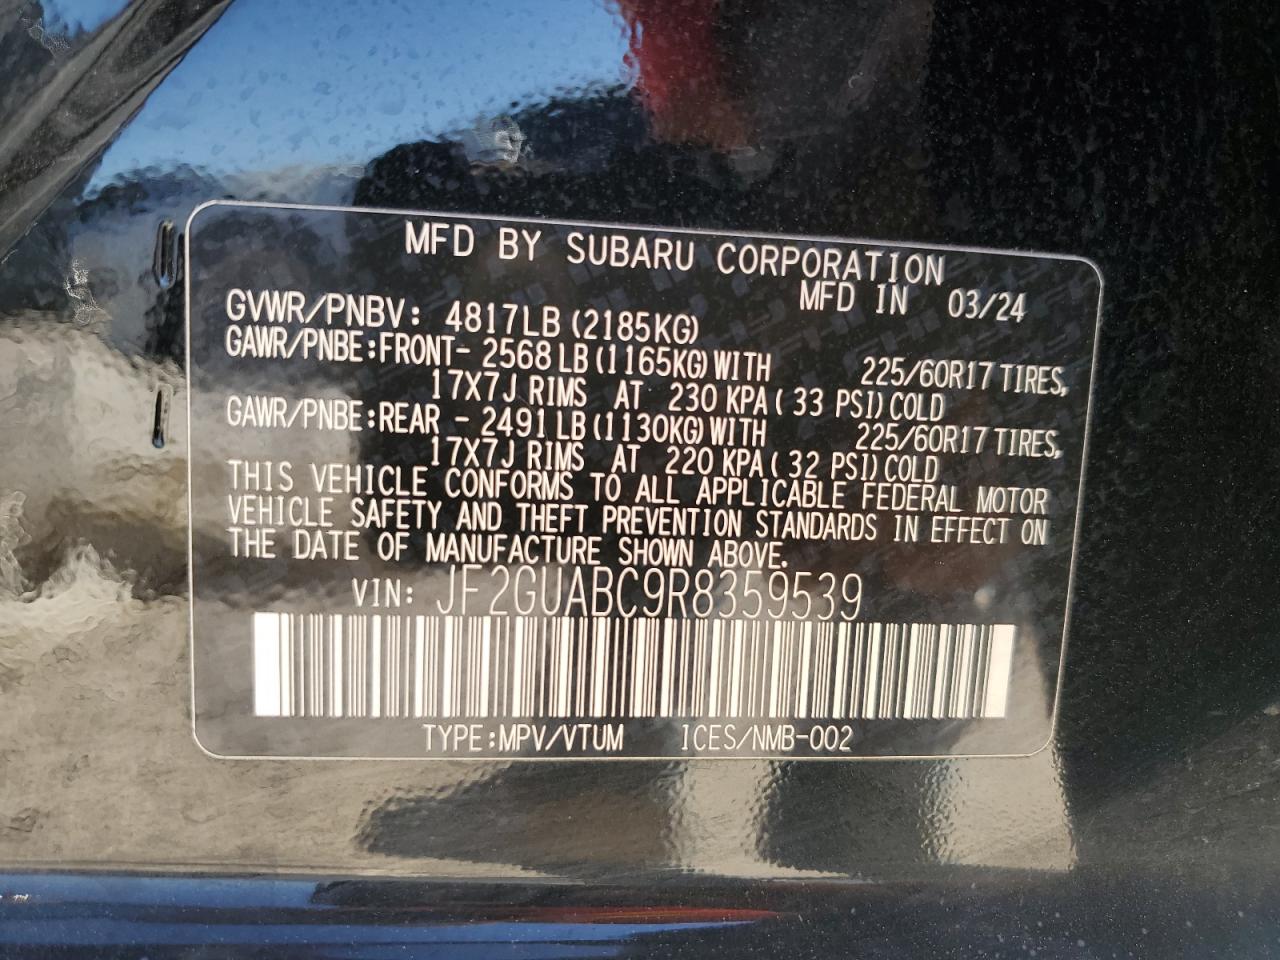 MFD BY SUBARU CORPORATION
MFD IN 03/24
GVWR/PNBV: 4817LB (2185KG)
GAWR/PNBE:FRONT- 2568 LB (1165KG) WITH 225/60R17 TIRES,
17X7J RIMS AT 230 KPA ( 33 PSI) COLD
GAWR/PNBE:REAR - 2491 LB (1130KG) WITH 225/60R17 TIRES,
17X7J RIMS AT 220 KPA ( 32 PSI) COLD
THIS VEHICLE CONFORMS TO ALL APPLICABLE FEDERAL MOTOR
VEHICLE SAFETY AND THEFT PREVENTION STANDARDS IN EFFECT ON
THE DATE OF MANUFACTURE SHOWN ABOVE.
VIN: JF2GUABC9R8359539
TYPE:MPV/VTUM ICES/NMB-002